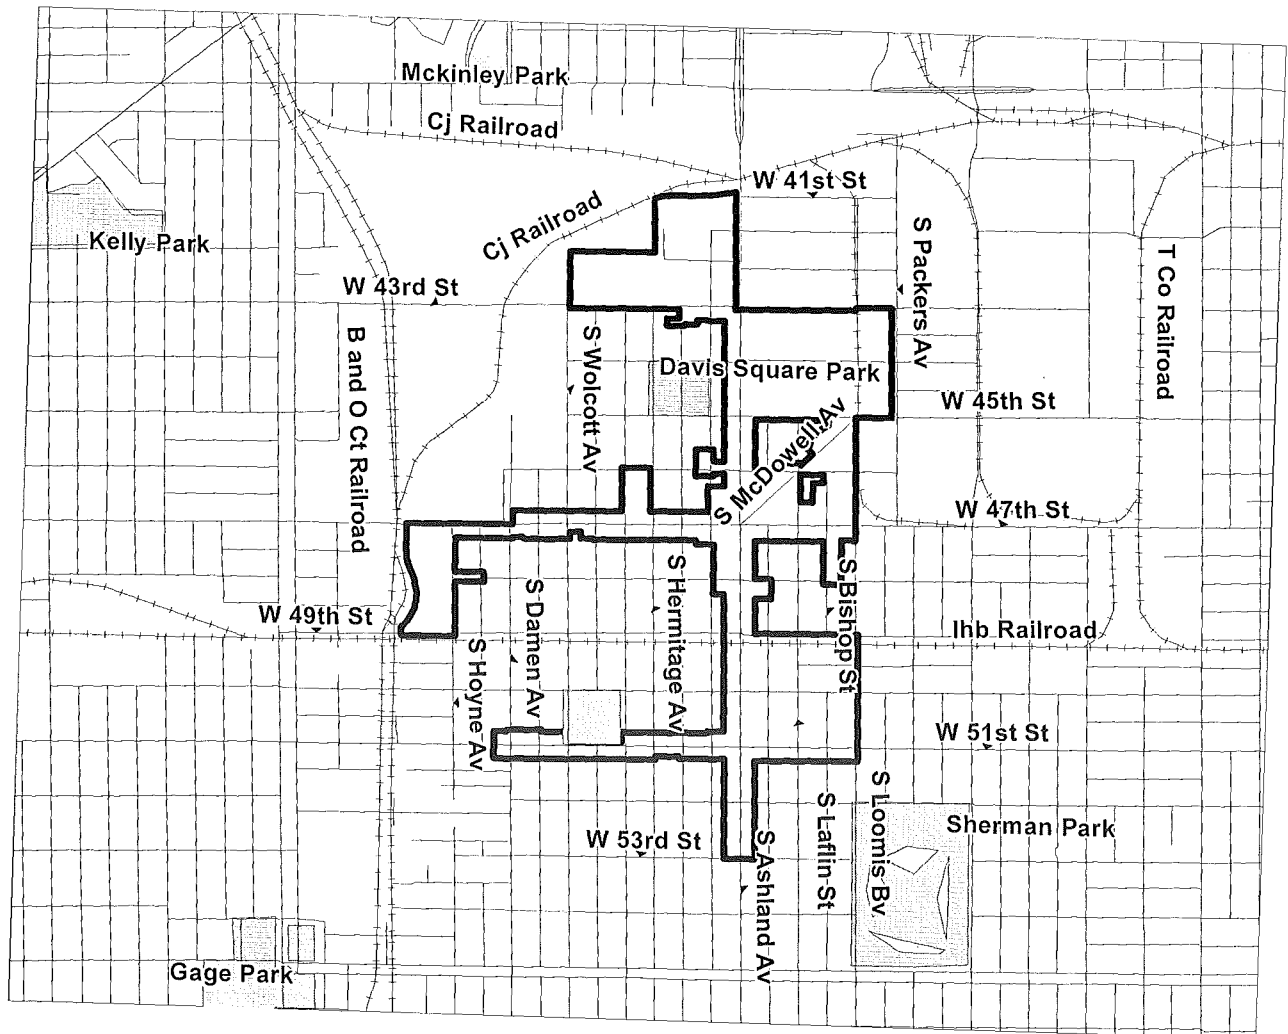 Mckinley Park
Cj Railroad
W 41st St
Cj Railroad
Kelly Park
S Packers Av
T Co Railroad
W 43rd St
B and O Ct Railroad
S Wolcott Av
Davis Square Park
W 45th St
S McDowell Av
W 47th St
S Hermitage Av
S Bishop St
S Damen Av
W 49th St
Ihb Railroad
S Hoyne Av
W 51st St
S Loomis Bv
S Laflin St
Sherman Park
W 53rd St
S Ashland Av
Gage Park